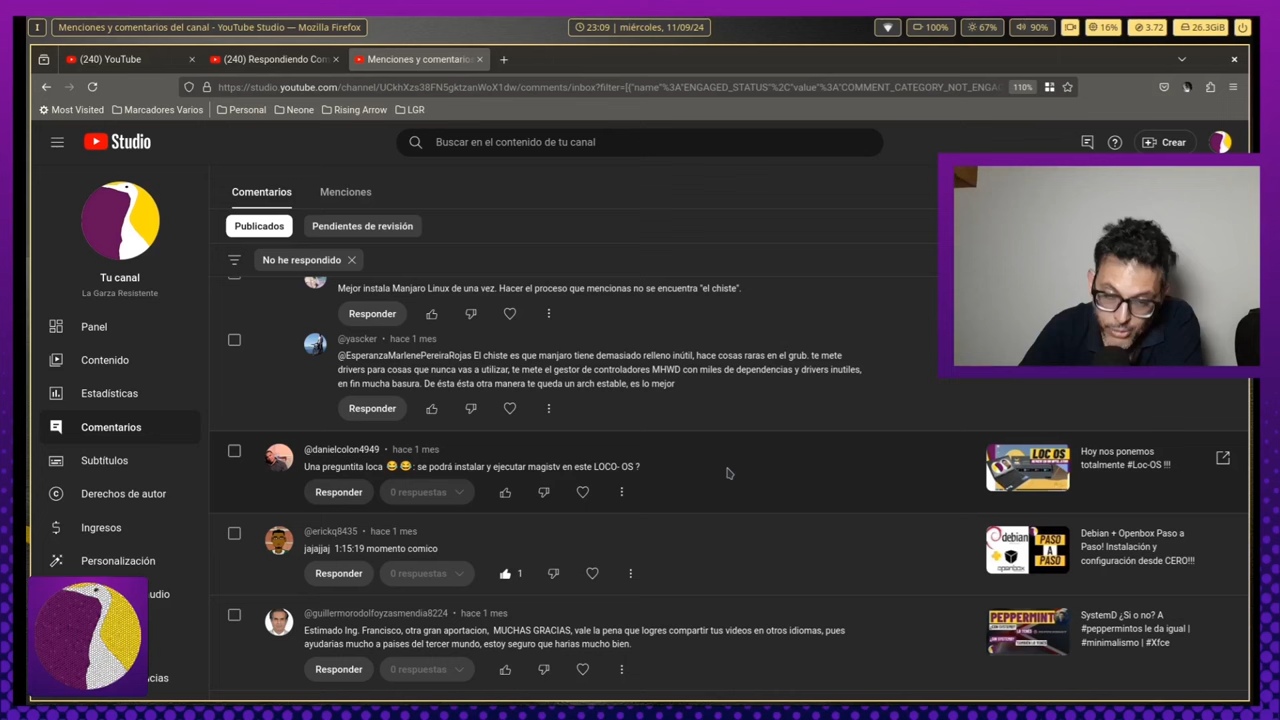 I
Menciones y comentarios del canal - YouTube Studio — Mozilla Firefox
23:09 | miércoles, 11/09/24
100%
67%
90%
16%
3.72
26.3GiB
(240) YouTube
(240) Respondiendo Com
Menciones y comentarios
https://studio.youtube.com/channel/UCkhXzs38FN5gktzanWoX1dw/comments/inbox?filter=[{"name"%3A"ENGAGED_STATUS"%2C"value"%3A"COMMENT_CATEGORY_NOT_ENGA
110%
Most Visited
Marcadores Varios
Personal
Neone
Rising Arrow
LGR
Studio
Buscar en el contenido de tu canal
Crear
Tu canal
La Garza Resistente
Panel
Contenido
Estadísticas
Comentarios
Subtítulos
Derechos de autor
Ingresos
Personalización
Comentarios
Menciones
Publicados
Pendientes de revisión
No he respondido
Mejor instala Manjaro Linux de una vez. Hacer el proceso que mencionas no se encuentra "el chiste".
Responder
@yascker • hace 1 mes
@EsperanzaMarlenePereiraRojas El chiste es que manjaro tiene demasiado relleno inútil, hace cosas raras en el grub. te mete
drivers para cosas que nunca vas a utilizar, te mete el gestor de controladores MHWD con miles de dependencias y drivers inutiles,
en fin mucha basura. De ésta ésta otra manera te queda un arch estable, es lo mejor
Responder
@danielcolon4949 • hace 1 mes
Una preguntita loca 😄 😄 : se podrá instalar y ejecutar magistv en este LOCO- OS ?
Responder
0 respuestas
LOC OS
Hoy nos ponemos
totalmente #Loc-OS !!!
@erickq8435 • hace 1 mes
jajajjaj 1:15:19 momento comico
Responder
0 respuestas
1
debian
openbox
PASO
A
PASO
Debian + Openbox Paso a
Paso! Instalación y
configuración desde CERO!!!
@guillermorodolfoyzasmendia8224 • hace 1 mes
Estimado Ing. Francisco, otra gran aportacion, MUCHAS GRACIAS, vale la pena que logres compartir tus videos en otros idiomas, pues
ayudarias mucho a paises del tercer mundo, estoy seguro que harias mucho bien.
Responder
0 respuestas
PEPPERMINT
SystemD ¿Si o no? A
#peppermintos le da igual |
#minimalismo | #Xfce